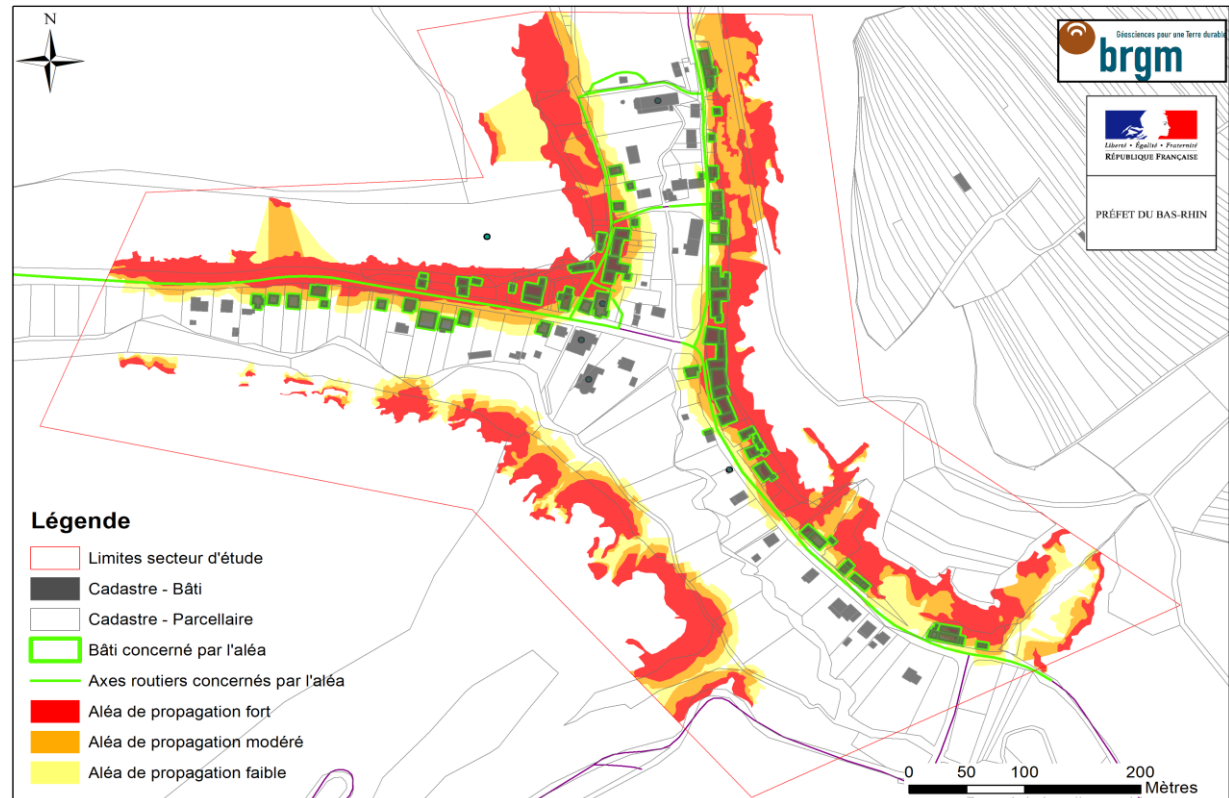 N
Géosciences pour une Terre durable
brgm
Liberté • Égalité • Fraternité
RÉPUBLIQUE FRANÇAISE
PRÉFET DU BAS-RHIN
Légende
Limites secteur d'étude
Cadastre - Bâti
Cadastre - Parcellaire
Bâti concerné par l'aléa
Axes routiers concernés par l'aléa
Aléa de propagation fort
Aléa de propagation modéré
Aléa de propagation faible
0 50 100 200
Mètres